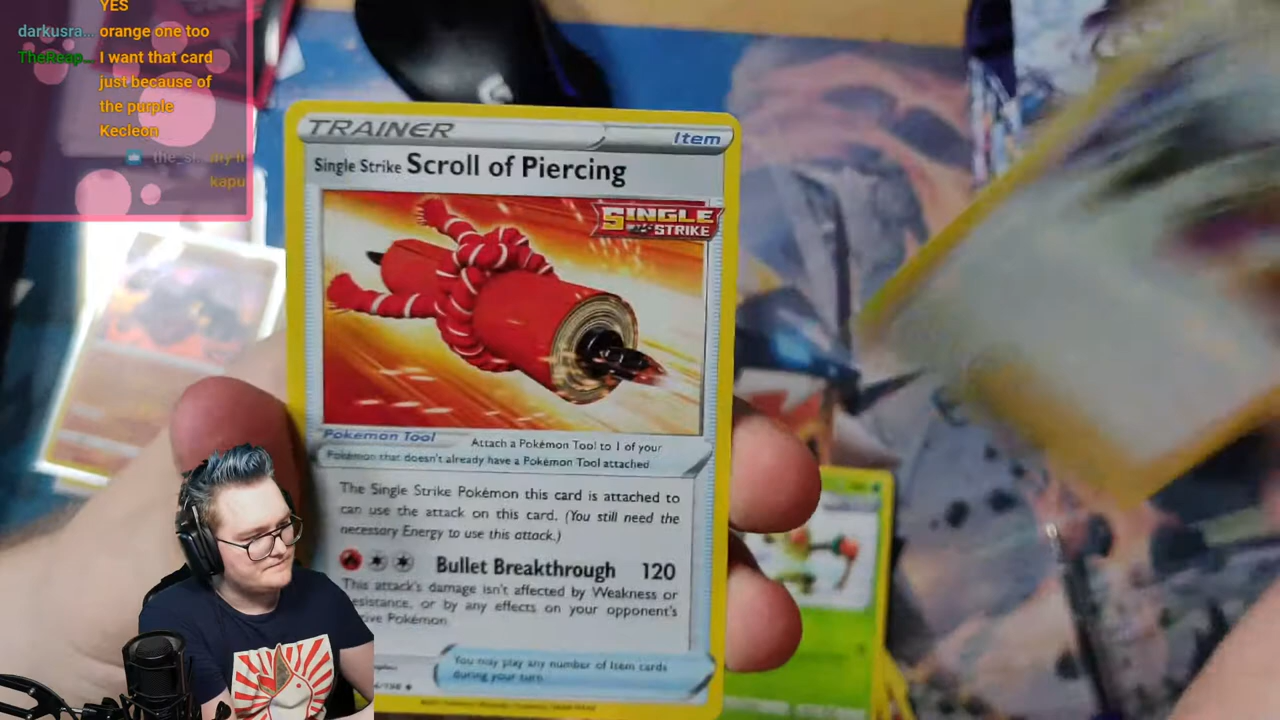 YES
darkusra... orange one too
TheReap... I want that card
just because of
the purple
Kecleon
kapu
TRAINER
Item
Single Strike Scroll of Piercing
SINGLE
STRIKE
Pokémon Tool
Attach a Pokémon Tool to 1 of your
Pokémon that doesn't already have a Pokémon Tool attached
The Single Strike Pokémon this card is attached to
can use the attack on this card. (You still need the
necessary Energy to use this attack.)
Bullet Breakthrough 120
This attack's damage isn't affected by Weakness or
esistance, or by any effects on your opponent's
ive Pokémon.
You may play any number of Item cards
during your turn.